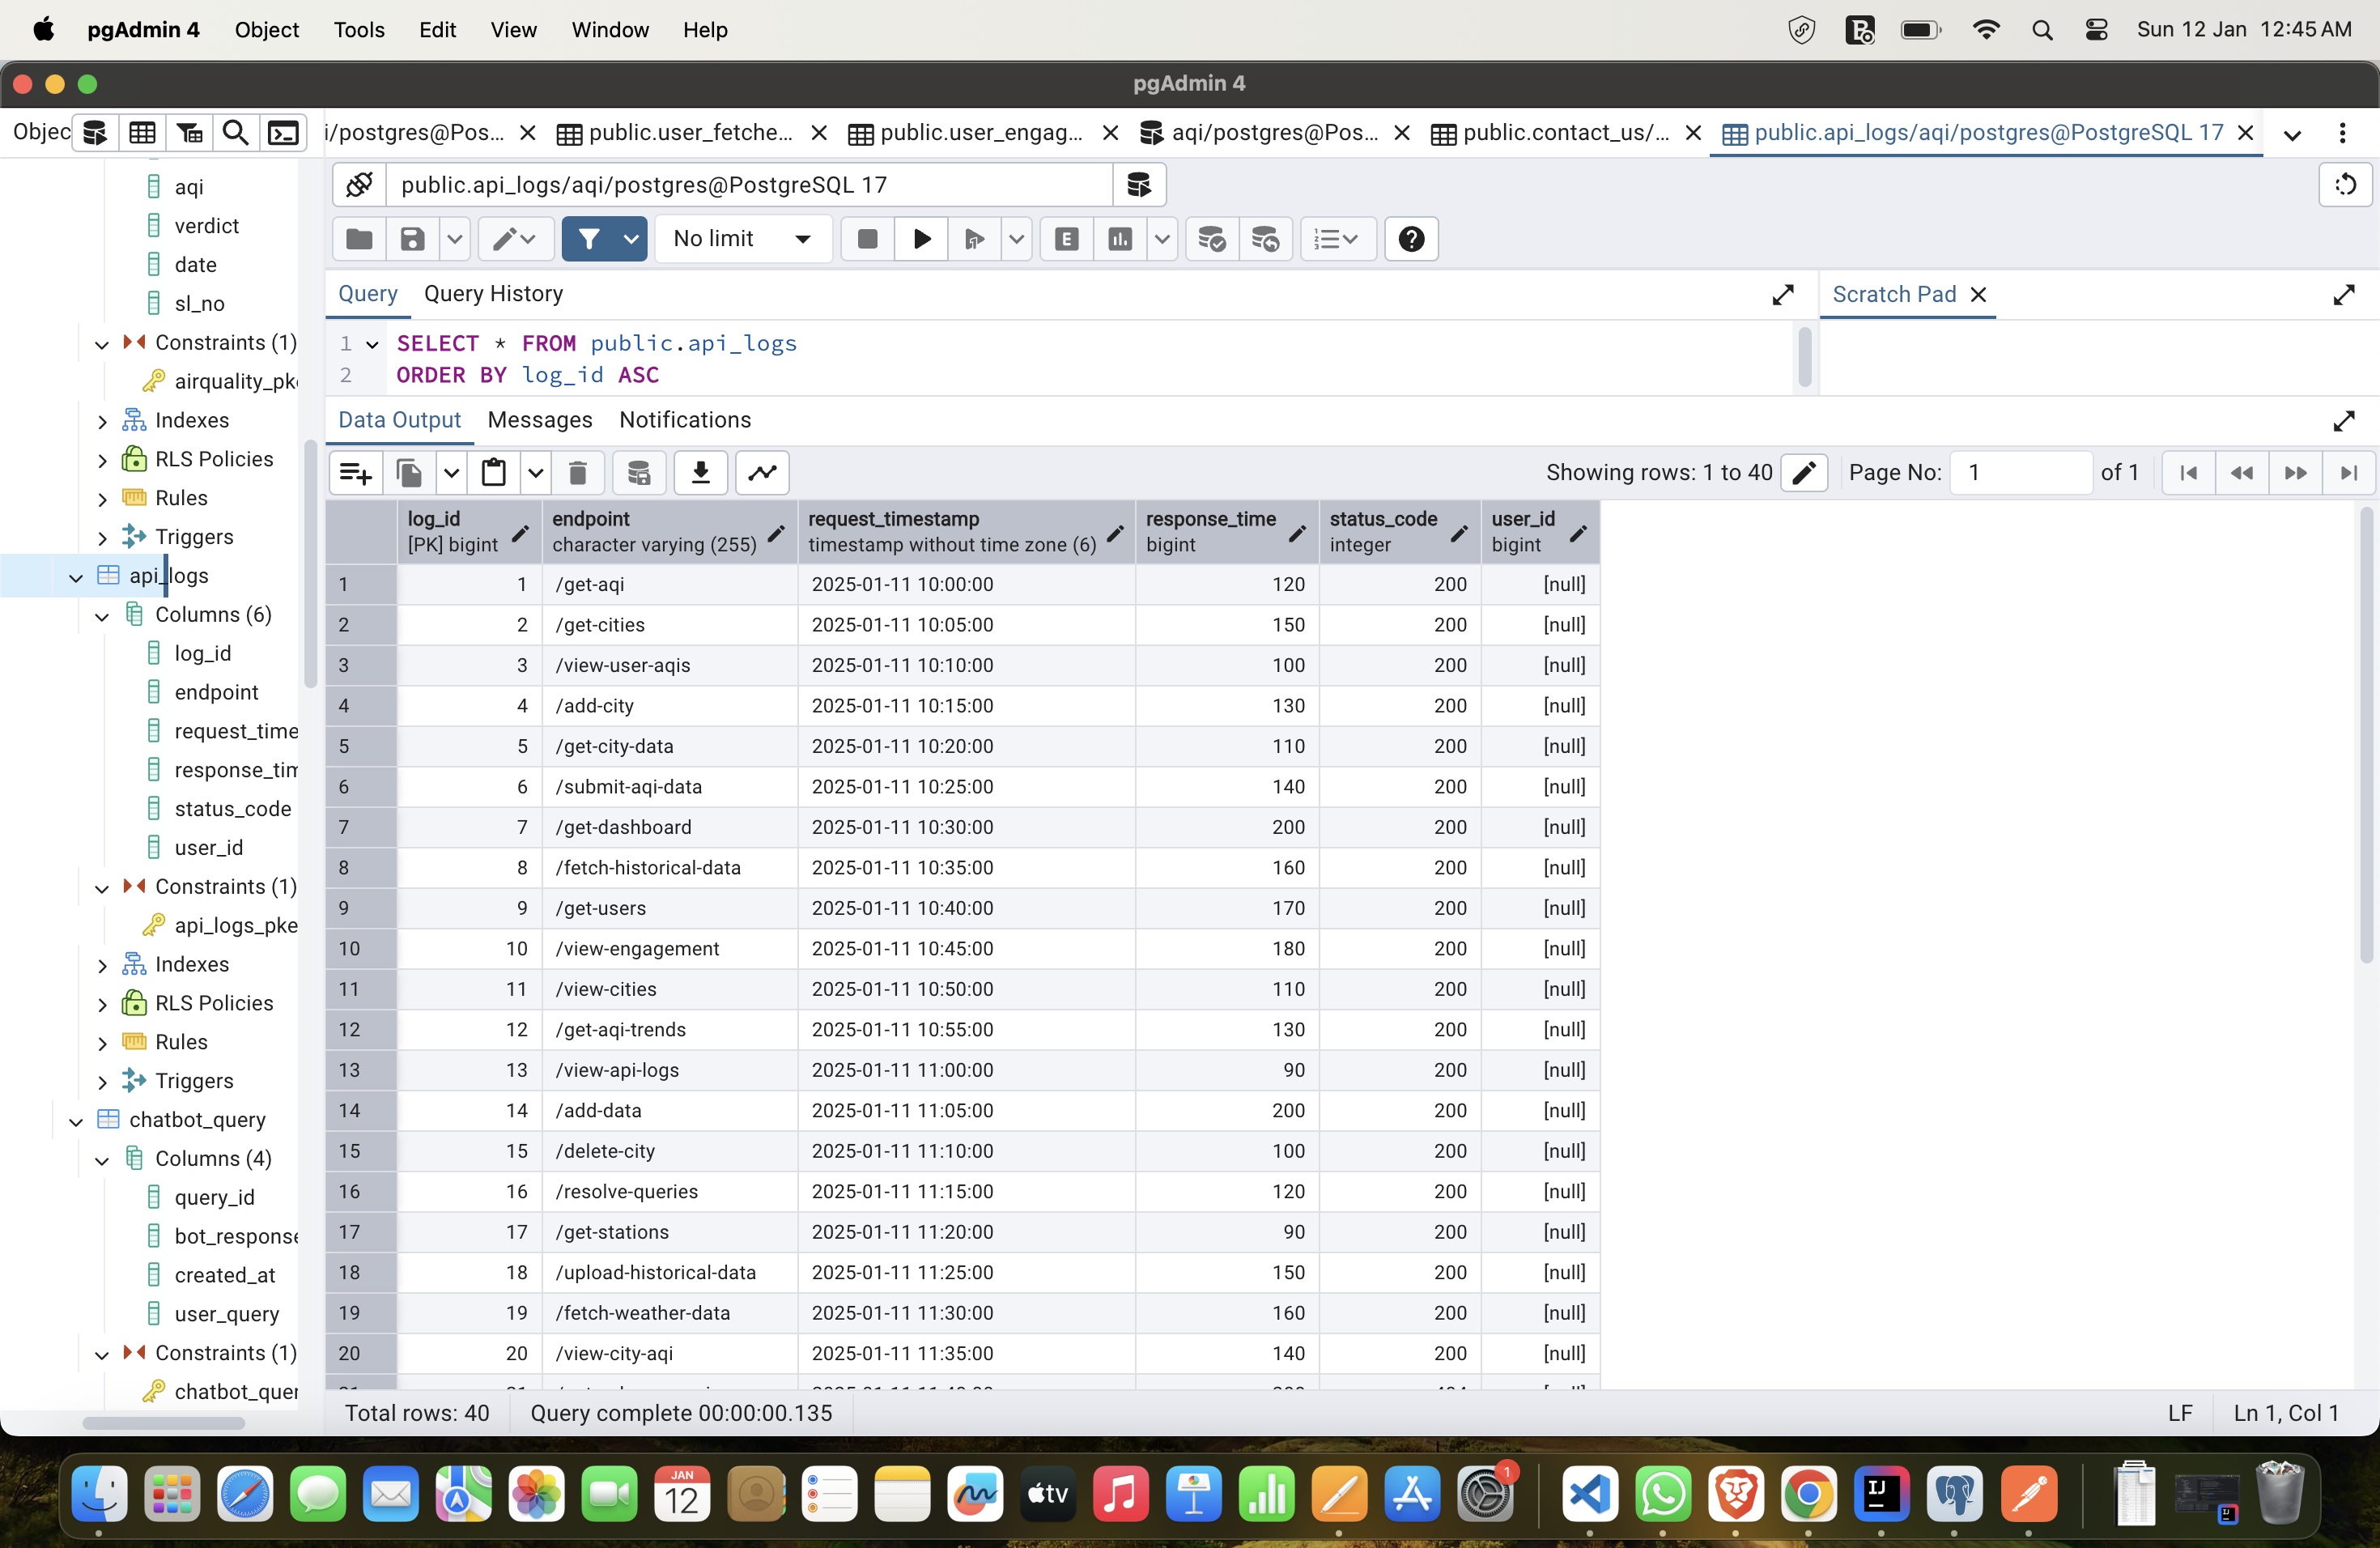 pgAdmin 4 Object Tools Edit View Window Help Sun 12 Jan 12:45 AM
pgAdmin 4
Objec
i/postgres@Pos... public.user_fetche... public.user_engag... aqi/postgres@Pos... public.contact_us/... public.api_logs/aqi/postgres@PostgreSQL 17
public.api_logs/aqi/postgres@PostgreSQL 17
No limit
E
Query Query History Scratch Pad
1 SELECT * FROM public.api_logs
2 ORDER BY log_id ASC
Data Output Messages Notifications
Showing rows: 1 to 40 Page No: 1 of 1
aqi
verdict
date
sl_no
Constraints (1)
airquality_pk
Indexes
RLS Policies
Rules
Triggers
api_logs
Columns (6)
log_id
endpoint
request_time
response_tim
status_code
user_id
Constraints (1)
api_logs_pke
Indexes
RLS Policies
Rules
Triggers
chatbot_query
Columns (4)
query_id
bot_response
created_at
user_query
Constraints (1)
chatbot_quer
log_id endpoint request_timestamp response_time status_code user_id
[PK] bigint character varying (255) timestamp without time zone (6) bigint integer bigint
1 1 /get-aqi 2025-01-11 10:00:00 120 200 [null]
2 2 /get-cities 2025-01-11 10:05:00 150 200 [null]
3 3 /view-user-aqis 2025-01-11 10:10:00 100 200 [null]
4 4 /add-city 2025-01-11 10:15:00 130 200 [null]
5 5 /get-city-data 2025-01-11 10:20:00 110 200 [null]
6 6 /submit-aqi-data 2025-01-11 10:25:00 140 200 [null]
7 7 /get-dashboard 2025-01-11 10:30:00 200 200 [null]
8 8 /fetch-historical-data 2025-01-11 10:35:00 160 200 [null]
9 9 /get-users 2025-01-11 10:40:00 170 200 [null]
10 10 /view-engagement 2025-01-11 10:45:00 180 200 [null]
11 11 /view-cities 2025-01-11 10:50:00 110 200 [null]
12 12 /get-aqi-trends 2025-01-11 10:55:00 130 200 [null]
13 13 /view-api-logs 2025-01-11 11:00:00 90 200 [null]
14 14 /add-data 2025-01-11 11:05:00 200 200 [null]
15 15 /delete-city 2025-01-11 11:10:00 100 200 [null]
16 16 /resolve-queries 2025-01-11 11:15:00 120 200 [null]
17 17 /get-stations 2025-01-11 11:20:00 90 200 [null]
18 18 /upload-historical-data 2025-01-11 11:25:00 150 200 [null]
19 19 /fetch-weather-data 2025-01-11 11:30:00 160 200 [null]
20 20 /view-city-aqi 2025-01-11 11:35:00 140 200 [null]
Total rows: 40 Query complete 00:00:00.135 LF Ln 1, Col 1
JAN
12
tv
1
IJ